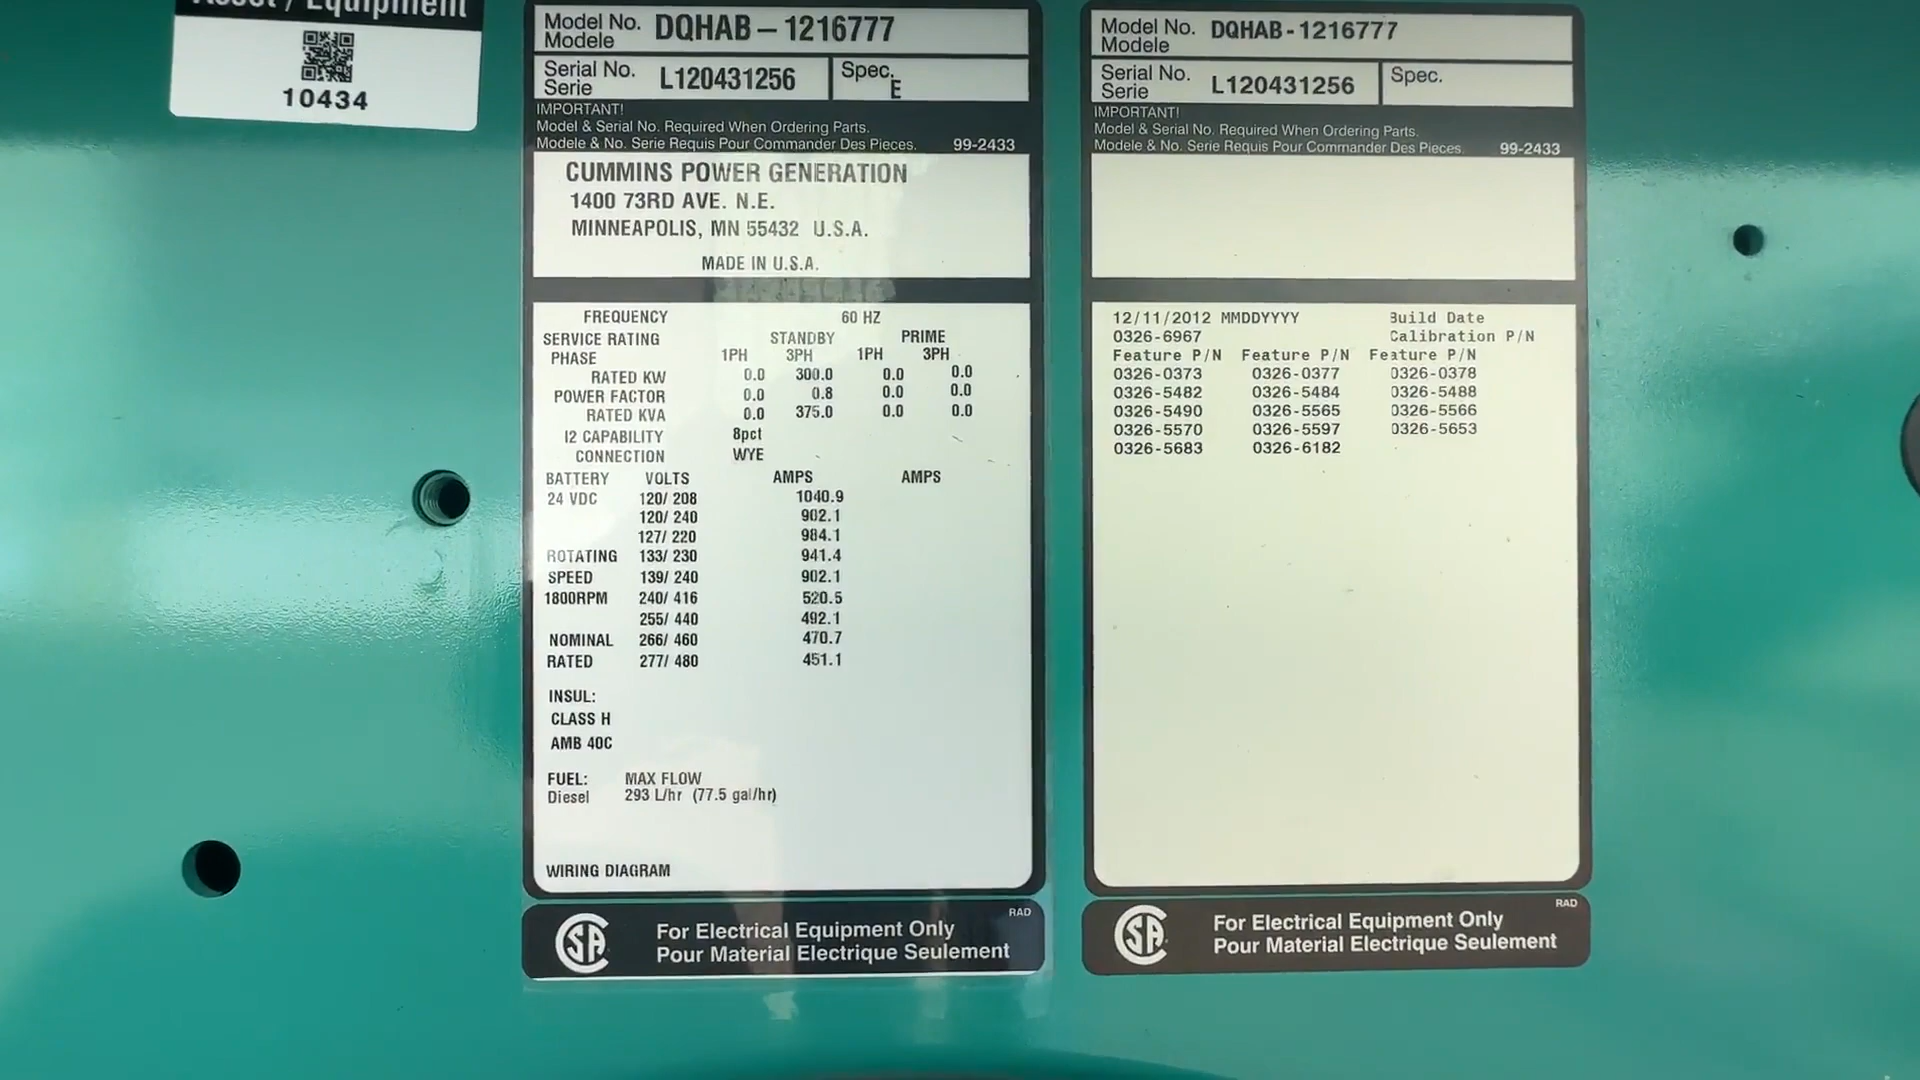 Asset / Equipment
10434
Model No. DQHAB – 1216777
Modele
Serial No. L120431256 Spec. E
Serie
IMPORTANT!
Model & Serial No. Required When Ordering Parts.
Modele & No. Serie Requis Pour Commander Des Pieces. 99-2433
CUMMINS POWER GENERATION
1400 73RD AVE. N.E.
MINNEAPOLIS, MN 55432 U.S.A.
MADE IN U.S.A.
FREQUENCY 60 HZ
SERVICE RATING STANDBY PRIME
PHASE 1PH 3PH 1PH 3PH
RATED KW 0.0 300.0 0.0 0.0
POWER FACTOR 0.0 0.8 0.0 0.0
RATED KVA 0.0 375.0 0.0 0.0
I2 CAPABILITY 8pct
CONNECTION WYE
BATTERY VOLTS AMPS AMPS
24 VDC 120/ 208 1040.9
120/ 240 902.1
127/ 220 984.1
ROTATING 133/ 230 941.4
SPEED 139/ 240 902.1
1800RPM 240/ 416 520.5
255/ 440 492.1
NOMINAL 266/ 460 470.7
RATED 277/ 480 451.1
INSUL:
CLASS H
AMB 40C
FUEL: MAX FLOW
Diesel 293 L/hr (77.5 gal/hr)
WIRING DIAGRAM
RAD
SA
For Electrical Equipment Only
Pour Material Electrique Seulement
Model No. DQHAB - 1216777
Modele
Serial No. L120431256 Spec.
Serie
IMPORTANT!
Model & Serial No. Required When Ordering Parts.
Modele & No. Serie Requis Pour Commander Des Pieces. 99-2433
12/11/2012 MMDDYYYY Build Date
0326-6967 Calibration P/N
Feature P/N Feature P/N Feature P/N
0326-0373 0326-0377 0326-0378
0326-5482 0326-5484 0326-5488
0326-5490 0326-5565 0326-5566
0326-5570 0326-5597 0326-5653
0326-5683 0326-6182
RAD
SA
For Electrical Equipment Only
Pour Material Electrique Seulement